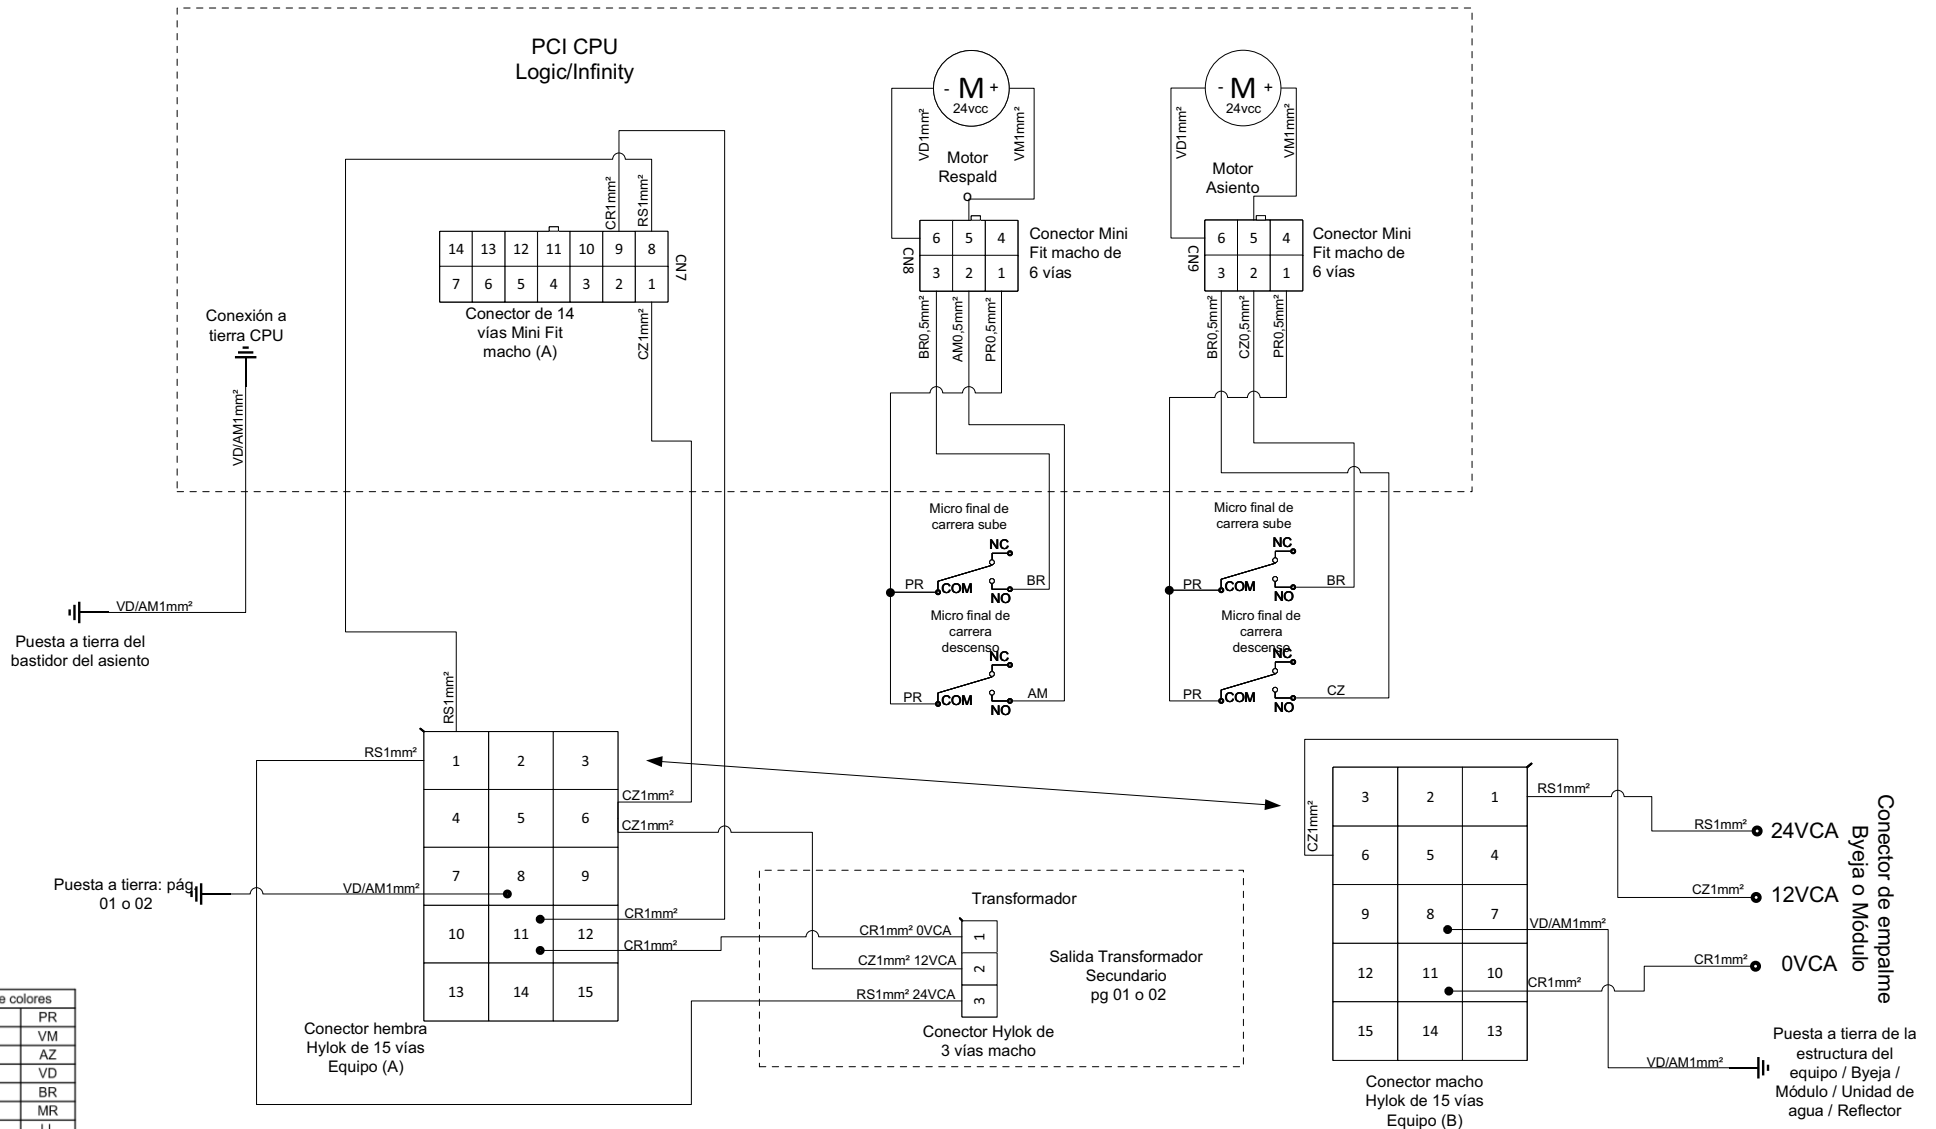 PCI CPU
Logic/Infinity
- M +
24vcc
VD1mm²
VM1mm²
Motor
Respald
o
- M +
24vcc
VD1mm²
VM1mm²
Motor
Asiento
CR1mm²
RS1mm²
14 13 12 11 10 9 8
7 6 5 4 3 2 1
CN7
Conector de 14
vías Mini Fit
macho (A)
CZ1mm²
6 5 4
3 2 1
CN8
Conector Mini
Fit macho de
6 vías
6 5 4
3 2 1
CN9
Conector Mini
Fit macho de
6 vías
BR0,5mm²
AM0,5mm²
PR0,5mm²
BR0,5mm²
CZ0,5mm²
PR0,5mm²
Conexión a
tierra CPU
VD/AM1mm²
VD/AM1mm²
Puesta a tierra del
bastidor del asiento
Micro final de
carrera sube
NC
PR
COM
BR
NO
Micro final de
carrera
descenso
NC
PR
COM
AM
NO
Micro final de
carrera sube
NC
PR
COM
BR
NO
Micro final de
carrera
descenso
NC
PR
COM
CZ
NO
RS1mm²
RS1mm²
1 2 3
4 5 6
7 8 9
10 11 12
13 14 15
CZ1mm²
CZ1mm²
Puesta a tierra: pág.
01 o 02
VD/AM1mm²
CR1mm²
CR1mm²
Conector hembra
Hylok de 15 vías
Equipo (A)
Transformador
CR1mm² 0VCA
CZ1mm² 12VCA
RS1mm² 24VCA
1
2
3
Salida Transformador
Secundario
pg 01 o 02
Conector Hylok de
3 vías macho
CZ1mm²
3 2 1
6 5 4
9 8 7
12 11 10
15 14 13
RS1mm²
RS1mm²
24VCA
CZ1mm²
12VCA
VD/AM1mm²
CR1mm²
CR1mm²
0VCA
Conector de empalme
Byeja o Módulo
VD/AM1mm²
Puesta a tierra de la
estructura del
equipo / Byeja /
Módulo / Unidad de
agua / Reflector
Conector macho
Hylok de 15 vías
Equipo (B)
e colores
PR
VM
AZ
VD
BR
MR